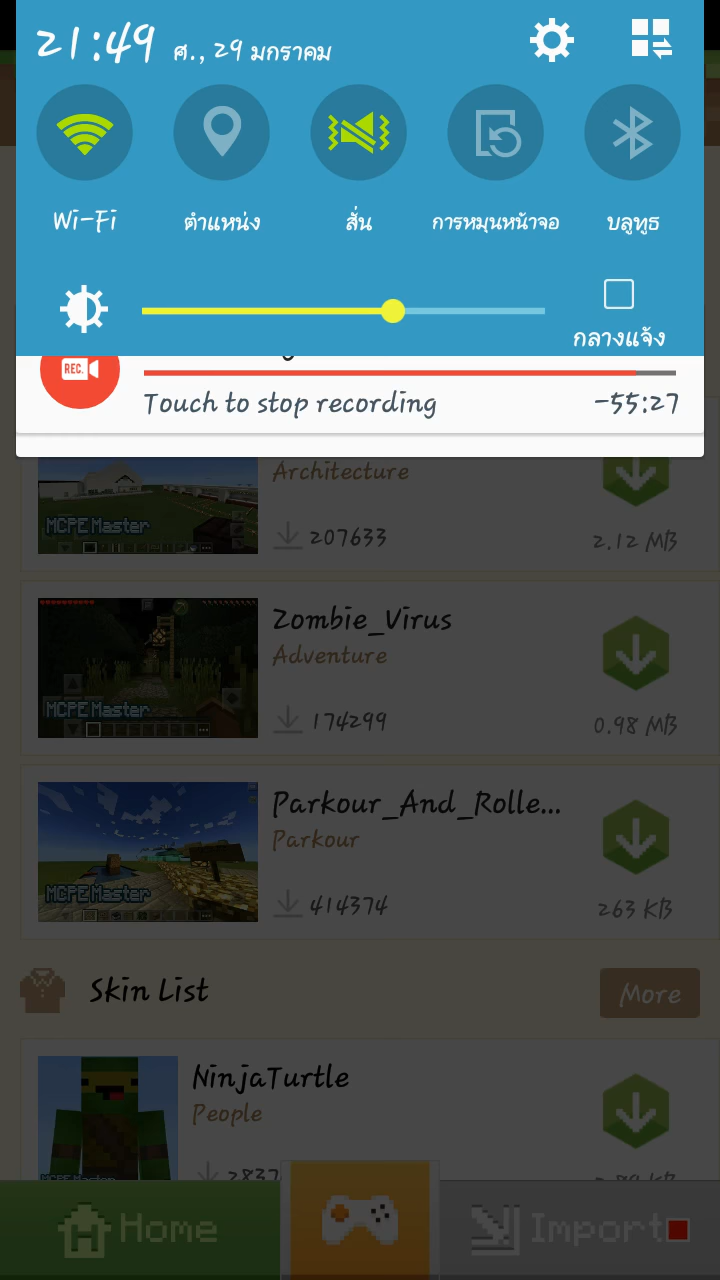 21:49 ศ., 29 มกราคม
Wi-Fi ตำแหน่ง สั่น การหมุนหน้าจอ บลูทูธ
กลางแจ้ง
REC.
Touch to stop recording -55:27
Architecture
MCPE Master
207633 2.12 MB
Zombie_Virus
Adventure
MCPE Master
174299 0.98 MB
Parkour_And_Rolle...
Parkour
MCPE Master
414374 263 KB
Skin List More
NinjaTurtle
People
Home Import